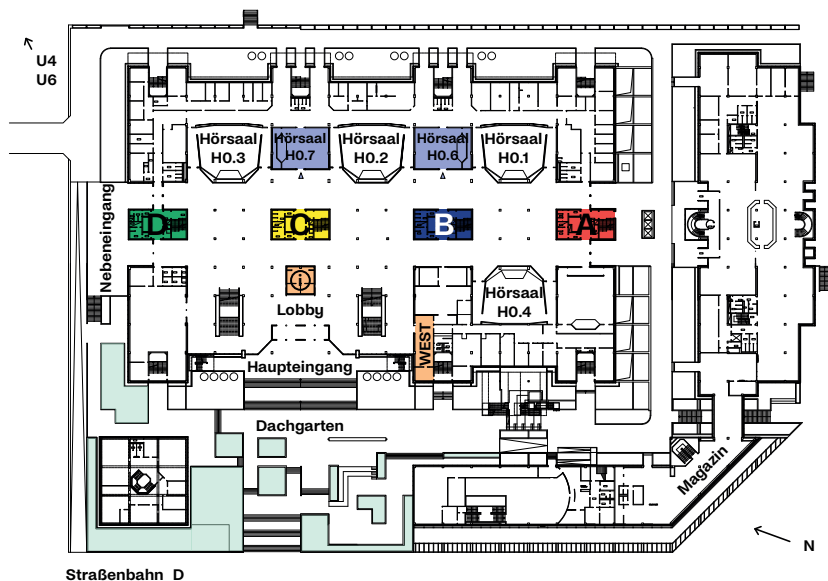 U4
U6
Hörsaal
H0.3
Hörsaal
H0.7
Hörsaal
H0.2
Hörsaal
H0.6
Hörsaal
H0.1
Nebeneingang
D
C
B
A
i
Lobby
Hörsaal
H0.4
WEST
Haupteingang
Dachgarten
Magazin
N
Straßenbahn D